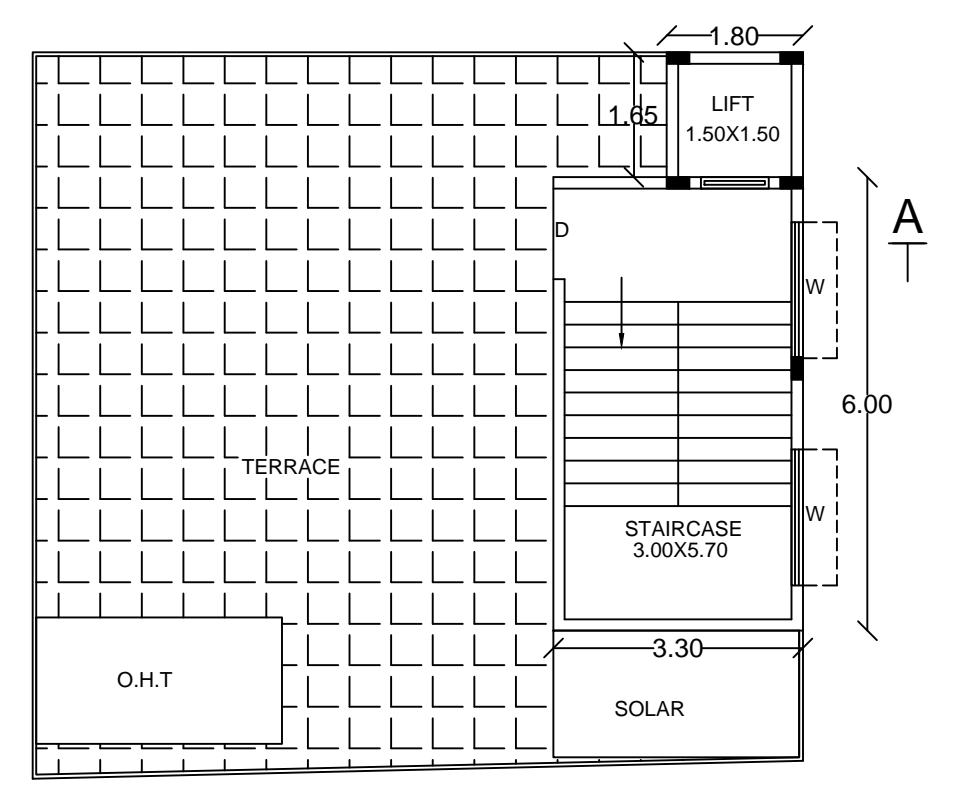 1.80
LIFT
1.50X1.50
1.65
D
A
W
6.00
TERRACE
W
STAIRCASE
3.00X5.70
3.30
O.H.T
SOLAR